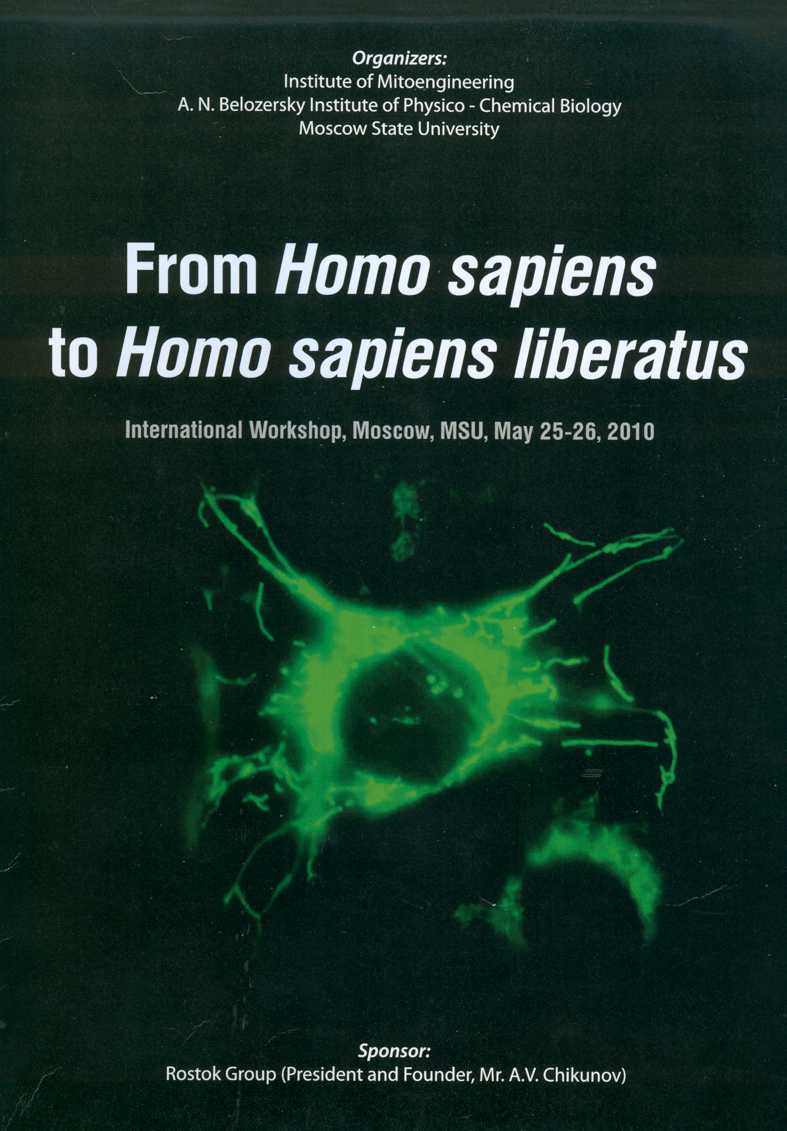 Organizers:
Institute of Mitoengineering
A. N. Belozersky Institute of Physico - Chemical Biology
Moscow State University
From Homo sapiens
to Homo sapiens liberatus
International Workshop, Moscow, MSU, May 25-26, 2010
Sponsor:
Rostok Group (President and Founder, Mr. A.V. Chikunov)